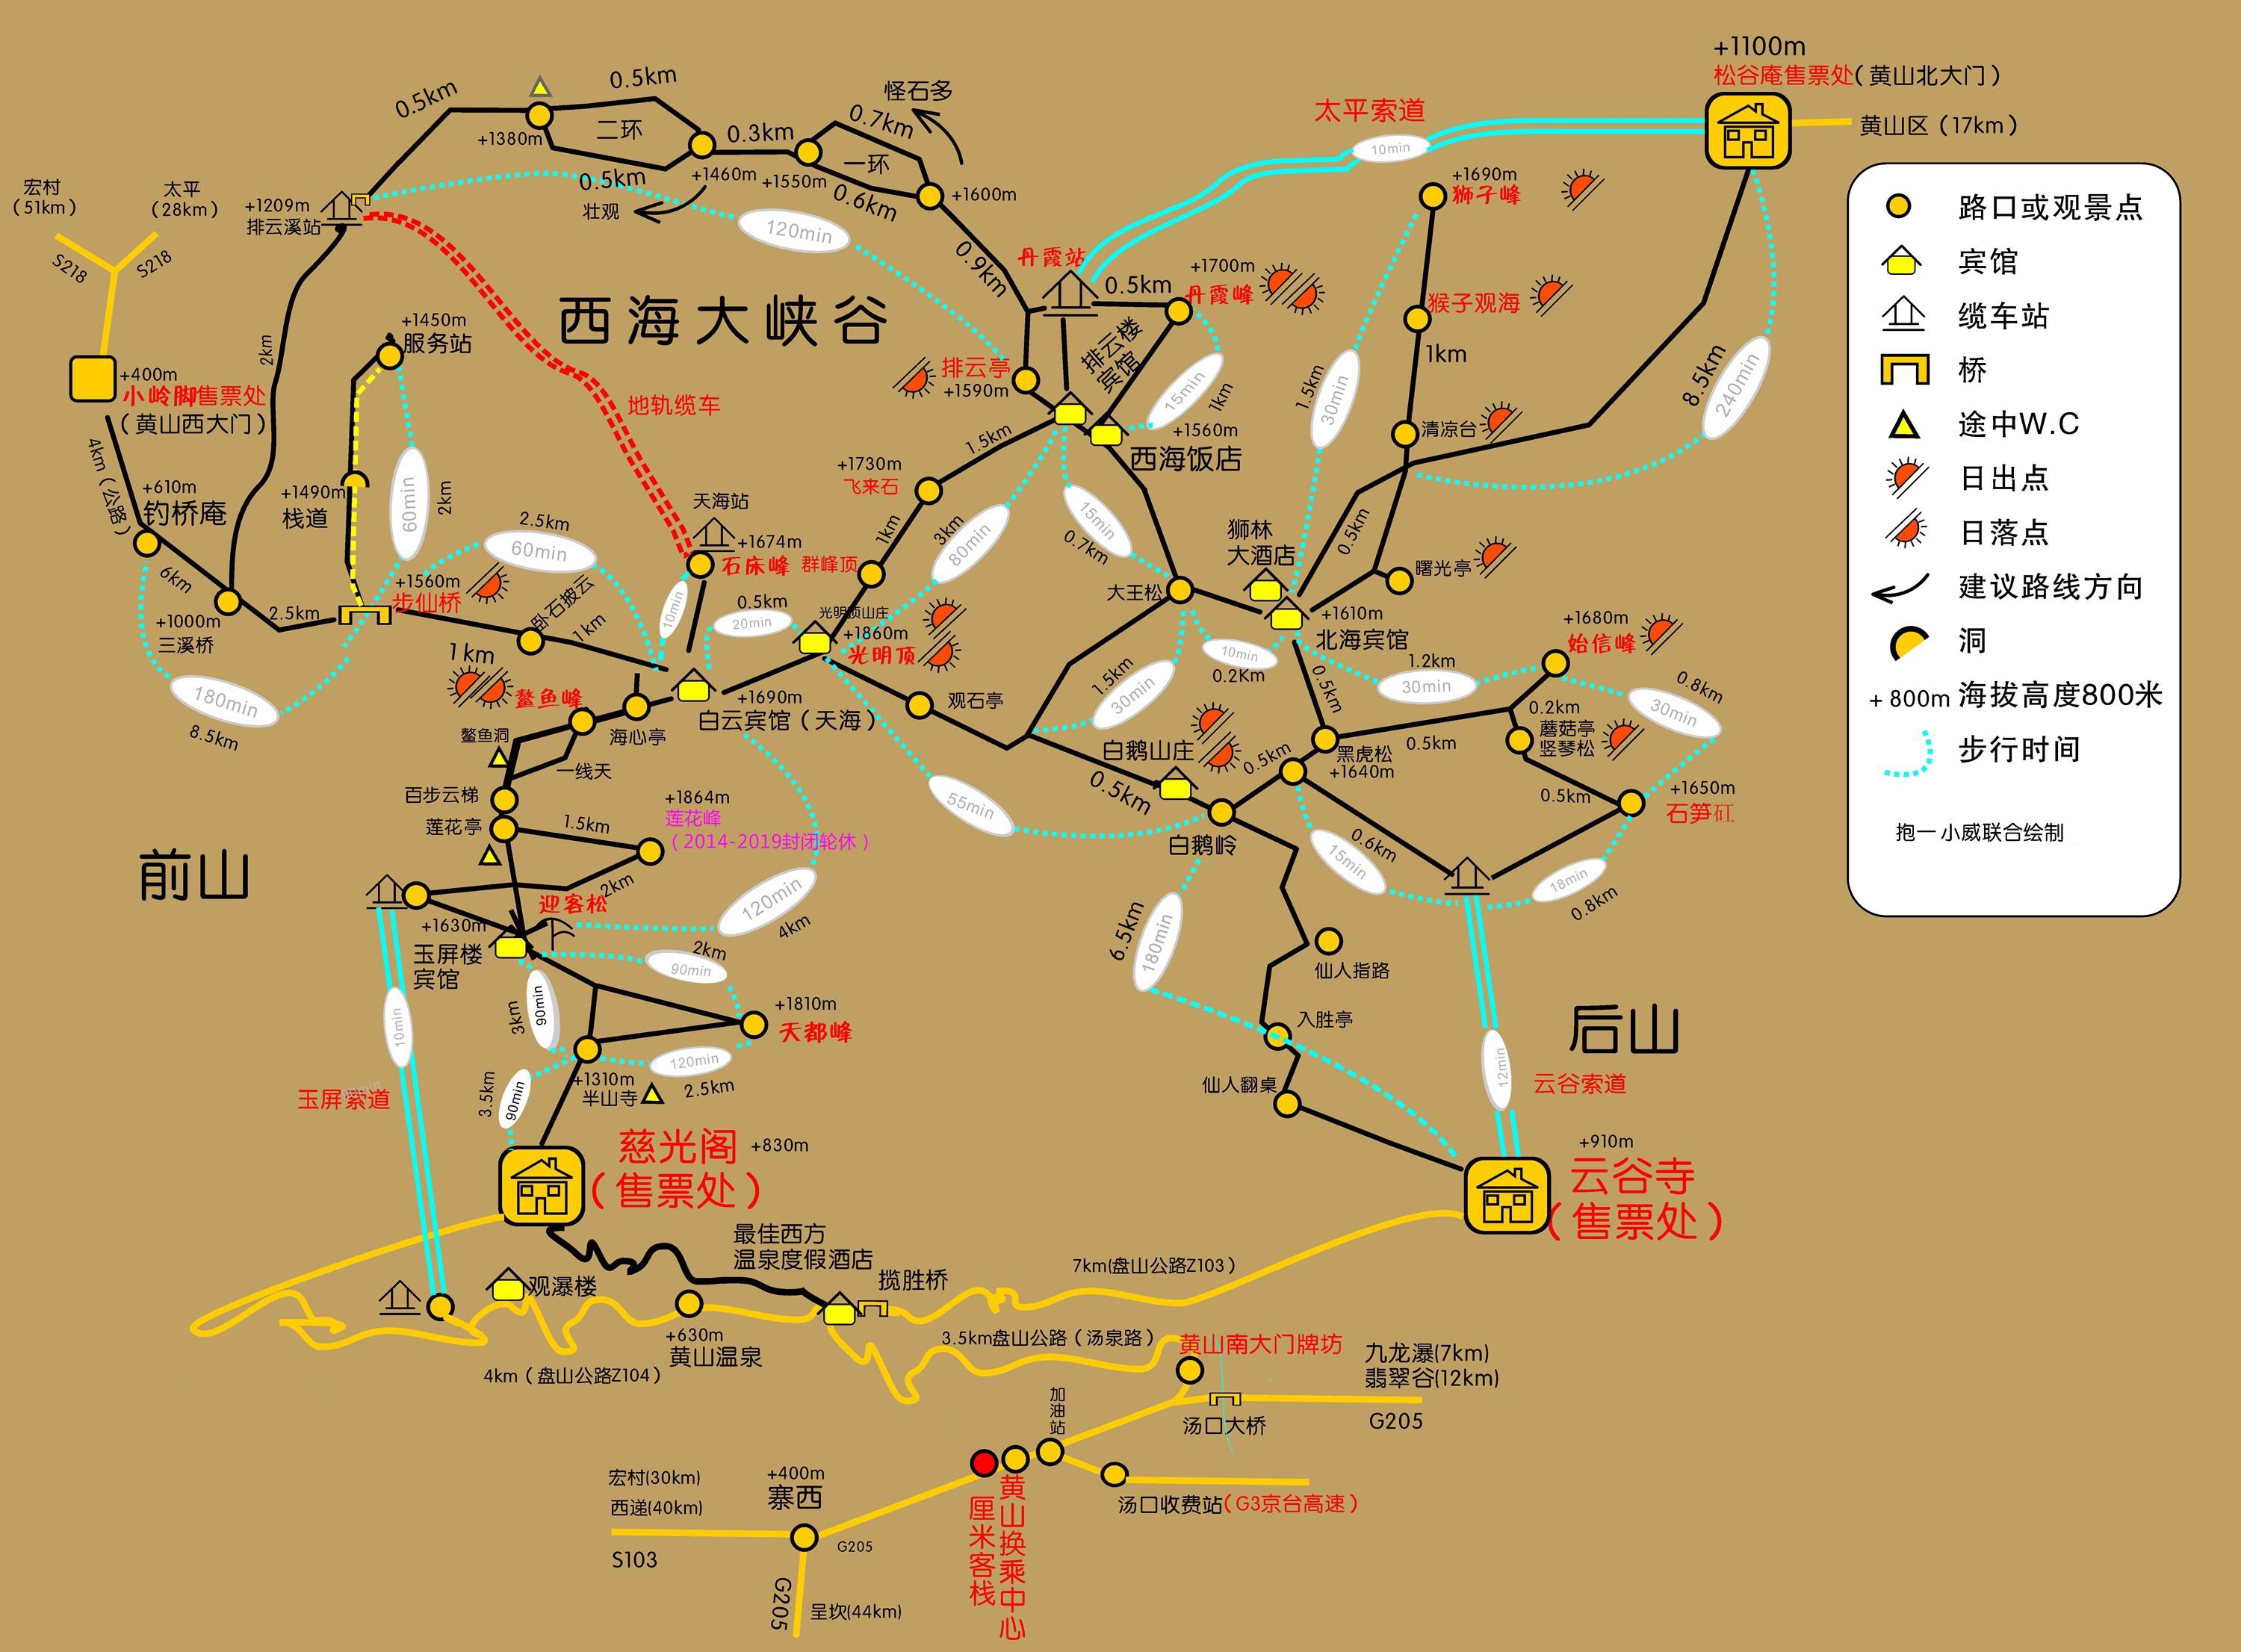 +1100m
松谷庵售票处(黄山北大门)
黄山区(17km)
太平索道
10min
0.5km
0.5km
二环
+1380m
0.5km
+1460m
壮观
0.3km
怪石多
0.7km
一环
+1550m
0.6km
+1600m
120min
0.9km
宏村
(51km)
太平
(28km)
S218
S218
+1209m
排云溪站
2km
西海大峡谷
地轨缆车
+400m
小岭脚售票处
(黄山西大门)
4km(公路)
+610m
钓桥庵
6km
+1000m
三溪桥
2.5km
180min
8.5km
+1450m
服务站
+1490m
栈道
60min
2km
+1560m
步仙桥
2.5km
60min
卧石披云
1km
天海站
+1674m
石床峰
10min
丹霞站
0.5km
+1700m
丹霞峰
排云楼
宾馆
排云亭
+1590m
15min
1km
+1560m
西海饭店
1.5km
+1730m
飞来石
1km
群峰顶
3km
80min
15min
0.7km
0.5km
20min
光明顶山庄
+1860m
光明顶
+1690m
白云宾馆(天海)
1km
鳌鱼峰
海心亭
鳌鱼洞
一线天
百步云梯
莲花亭
1.5km
+1864m
莲花峰
(2014-2019封闭轮休)
2km
前山
迎客松
+1630m
玉屏楼
宾馆
120min
4km
2km
90min
3km
90min
+1810m
天都峰
120min
2.5km
+1310m
半山寺
3.5km
90min
10min
玉屏索道
慈光阁
(售票处)
+830m
+1690m
狮子峰
猴子观海
1km
清凉台
1.5km
30min
8.5km
240min
0.5km
曙光亭
狮林
大酒店
大王松
+1610m
北海宾馆
10min
0.2km
1.5km
30min
观石亭
55min
0.5km
1.2km
30min
+1680m
始信峰
0.8km
30min
0.2km
蘑菇亭
竖琴松
0.5km
黑虎松
+1640m
0.5km
+1650m
石笋矼
白鹅山庄
0.5km
0.5km
白鹅岭
0.6km
15min
18min
0.8km
6.5km
180min
仙人指路
入胜亭
仙人翻桌
后山
12min
云谷索道
+910m
云谷寺
(售票处)
观瀑楼
最佳西方
温泉度假酒店
揽胜桥
7km(盘山公路Z103)
+630m
黄山温泉
4km(盘山公路Z104)
3.5km盘山公路(汤泉路)
黄山南大门牌坊
九龙瀑(7km)
翡翠谷(12km)
G205
汤口大桥
加油站
黄山换乘中心
厘米客栈
汤口收费站(G3京台高速)
宏村(30km)
西递(40km)
S103
+400m
寨西
G205
G205
呈坎(44km)
路口或观景点
宾馆
缆车站
桥
途中W.C
日出点
日落点
建议路线方向
洞
+ 800m 海拔高度800米
步行时间
抱一小威联合绘制